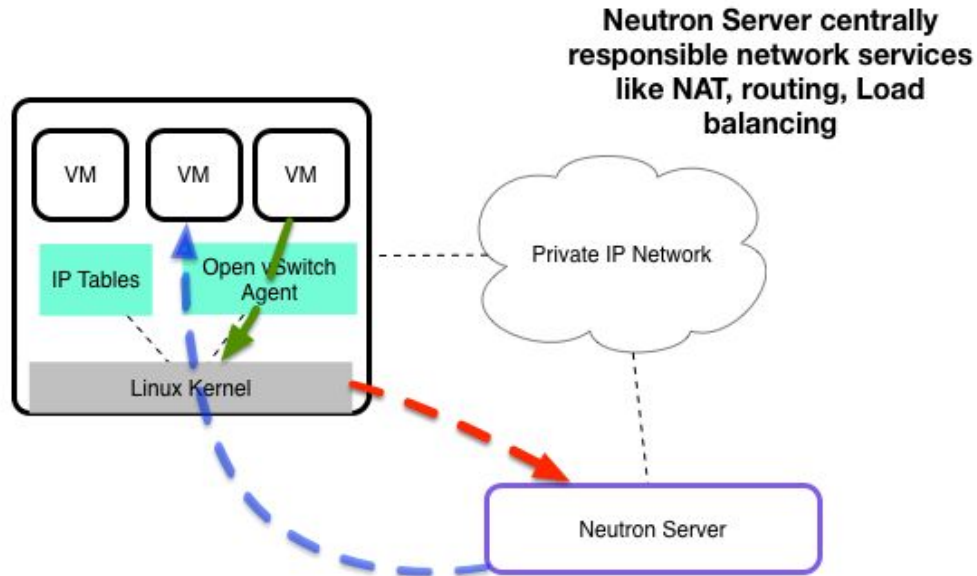 Neutron Server centrally
responsible network services
like NAT, routing, Load
balancing
VM
VM
VM
IP Tables
Open vSwitch
Agent
Private IP Network
Linux Kernel
Neutron Server